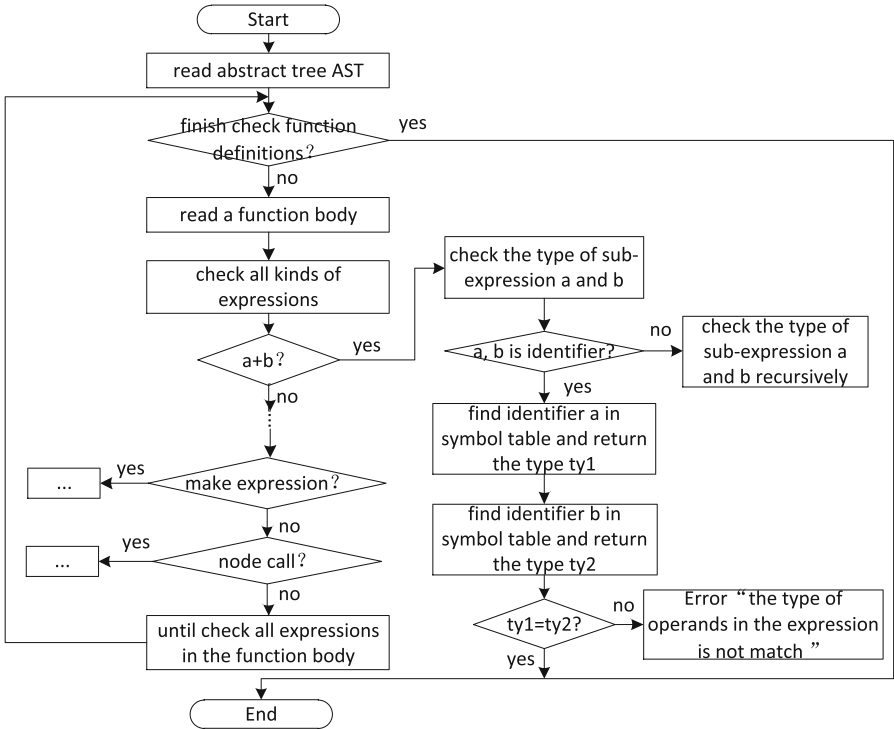 Start
read abstract tree AST
finish check function
definitions?
yes
no
read a function body
check all kinds of
expressions
a+b?
yes
no
make expression?
yes
...
no
node call?
yes
...
no
until check all expressions
in the function body
check the type of sub-
expression a and b
a, b is identifier?
no
check the type of
sub-expression a
and b recursively
yes
find identifier a in
symbol table and return
the type ty1
find identifier b in
symbol table and return
the type ty2
ty1=ty2?
no
Error “the type of
operands in the expression
is not match ”
yes
End